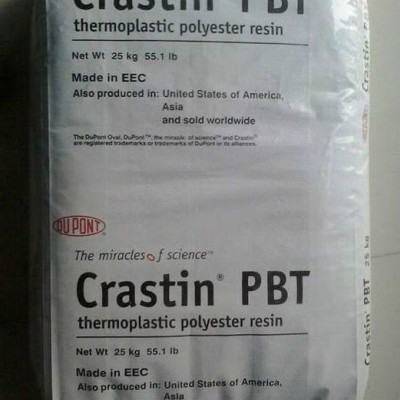 Crastin PBT
thermoplastic polyester resin
Net Wt 25 kg 55.1 lb
Made in EEC
Also produced in: United States of America,
Asia
and sold worldwide
The DuPont Oval, DuPont™, the miracles of science™ and Crastin®
are registered trademarks or trademarks of DuPont or its alliances.
DUPONT
The miracles of science™
Crastin® PBT
thermoplastic polyester resin
Net Wt 25 kg 55.1 lb
Made in EEC
Also produced in: United States of America,
Asia
Crastin
Crastin PBT
25 kg